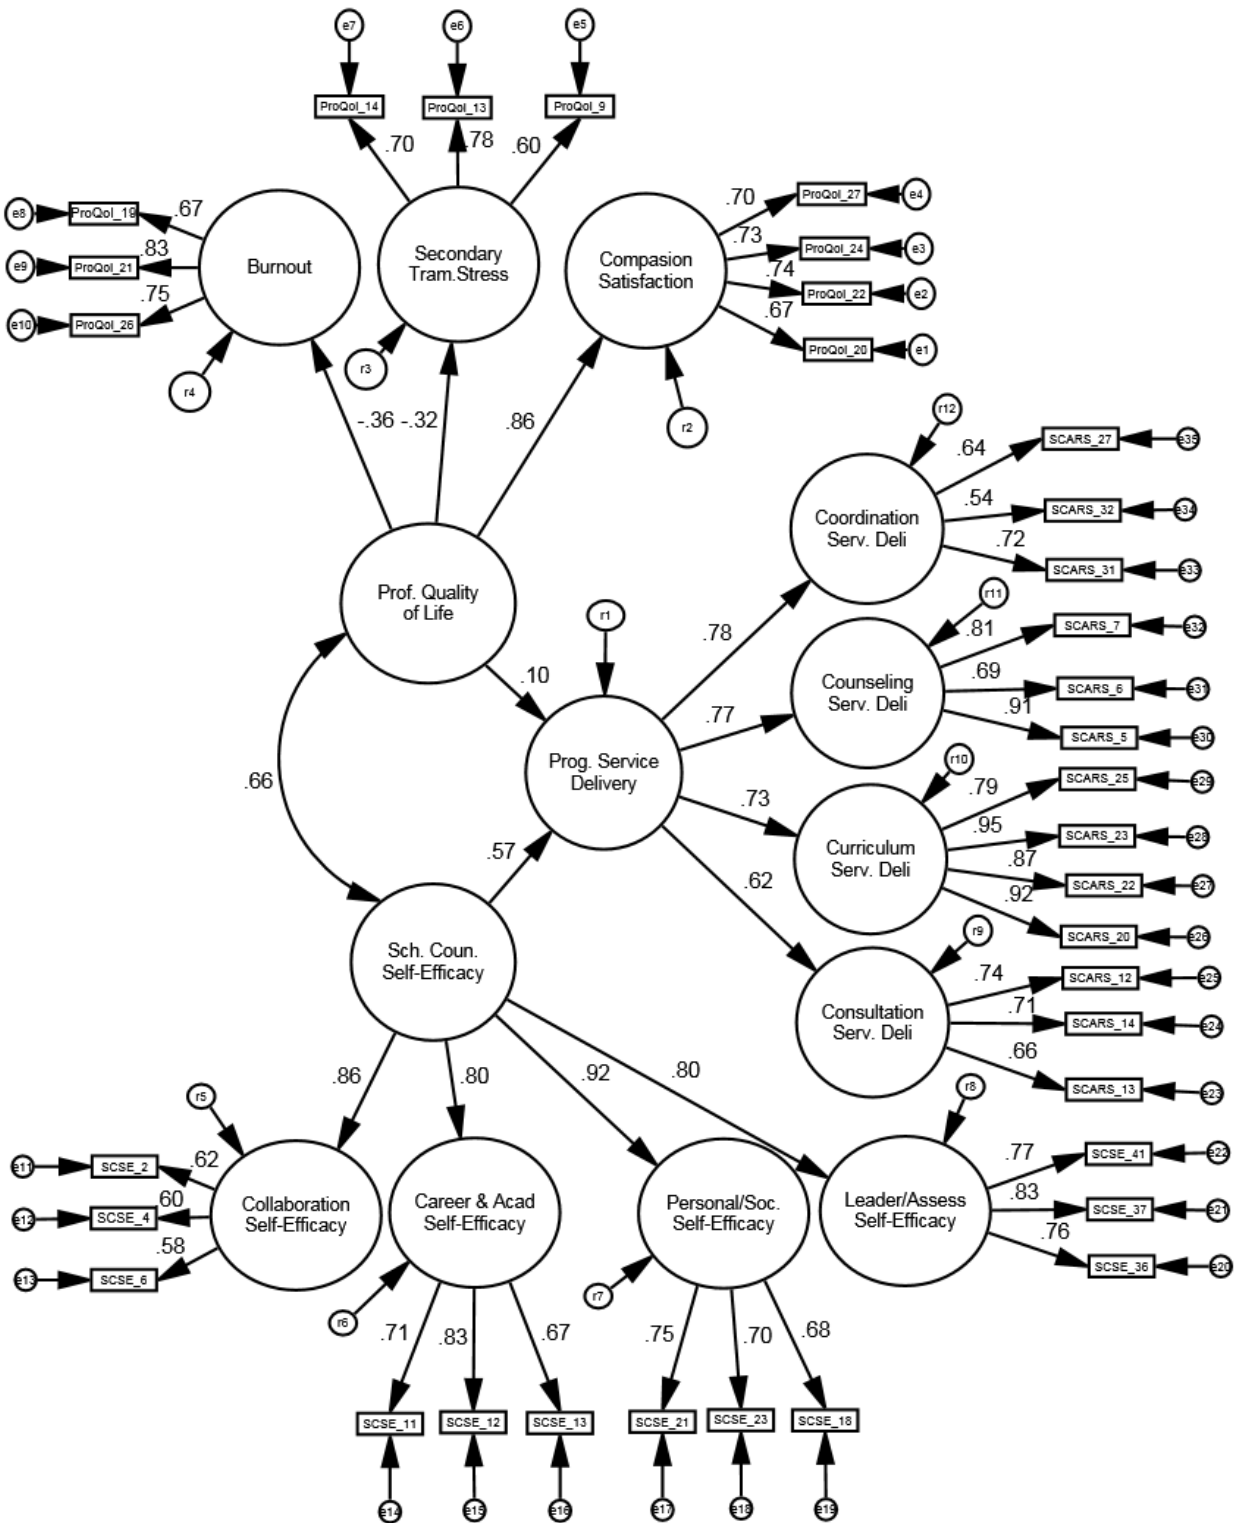 e7
e6
e5
ProQol_14
ProQol_13
ProQol_9
.70
.78
.60
e8
ProQol_19
.67
e9
ProQol_21
.83
e10
ProQol_26
.75
Burnout
Secondary
Tram.Stress
Compasion
Satisfaction
.70
ProQol_27
e4
.73
ProQol_24
e3
.74
ProQol_22
e2
.67
ProQol_20
e1
r4
r3
r2
-.36
-.32
.86
r12
.64
SCARS_27
e35
Coordination
Serv. Deli
.54
SCARS_32
e34
.72
SCARS_31
e33
Prof. Quality
of Life
r1
.78
r11
.81
SCARS_7
e32
Counseling
Serv. Deli
.69
SCARS_6
e31
.91
SCARS_5
e30
.10
.77
Prog. Service
Delivery
.66
.73
r10
.79
SCARS_25
e29
.95
SCARS_23
e28
Curriculum
Serv. Deli
.87
SCARS_22
e27
.92
SCARS_20
e26
.57
.62
Sch. Coun.
Self-Efficacy
r9
.74
SCARS_12
e25
Consultation
Serv. Deli
.71
SCARS_14
e24
.66
SCARS_13
e23
.86
.80
.92
.80
r5
r8
e11
SCSE_2
.62
e12
SCSE_4
.60
e13
SCSE_6
.58
Collaboration
Self-Efficacy
Career & Acad
Self-Efficacy
Personal/Soc.
Self-Efficacy
Leader/Assess
Self-Efficacy
.77
SCSE_41
e22
.83
SCSE_37
e21
.76
SCSE_36
e20
r6
r7
.71
.83
.67
.75
.70
.68
SCSE_11
SCSE_12
SCSE_13
SCSE_21
SCSE_23
SCSE_18
e14
e15
e16
e17
e18
e19